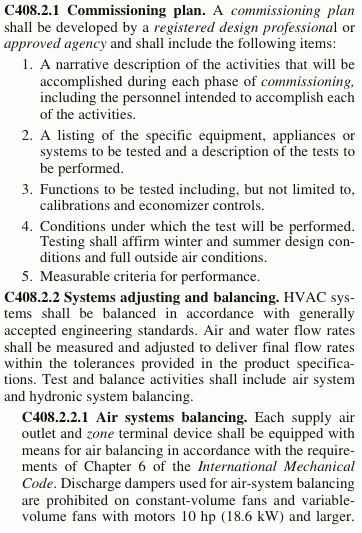 C408.2.1 Commissioning plan. A commissioning plan
shall be developed by a registered design professional or
approved agency and shall include the following items:
1. A narrative description of the activities that will be
accomplished during each phase of commissioning,
including the personnel intended to accomplish each
of the activities.
2. A listing of the specific equipment, appliances or
systems to be tested and a description of the tests to
be performed.
3. Functions to be tested including, but not limited to,
calibrations and economizer controls.
4. Conditions under which the test will be performed.
Testing shall affirm winter and summer design con-
ditions and full outside air conditions.
5. Measurable criteria for performance.
C408.2.2 Systems adjusting and balancing. HVAC sys-
tems shall be balanced in accordance with generally
accepted engineering standards. Air and water flow rates
shall be measured and adjusted to deliver final flow rates
within the tolerances provided in the product specifica-
tions. Test and balance activities shall include air system
and hydronic system balancing.
C408.2.2.1 Air systems balancing. Each supply air
outlet and zone terminal device shall be equipped with
means for air balancing in accordance with the require-
ments of Chapter 6 of the International Mechanical
Code. Discharge dampers used for air-system balancing
are prohibited on constant-volume fans and variable-
volume fans with motors 10 hp (18.6 kW) and larger.